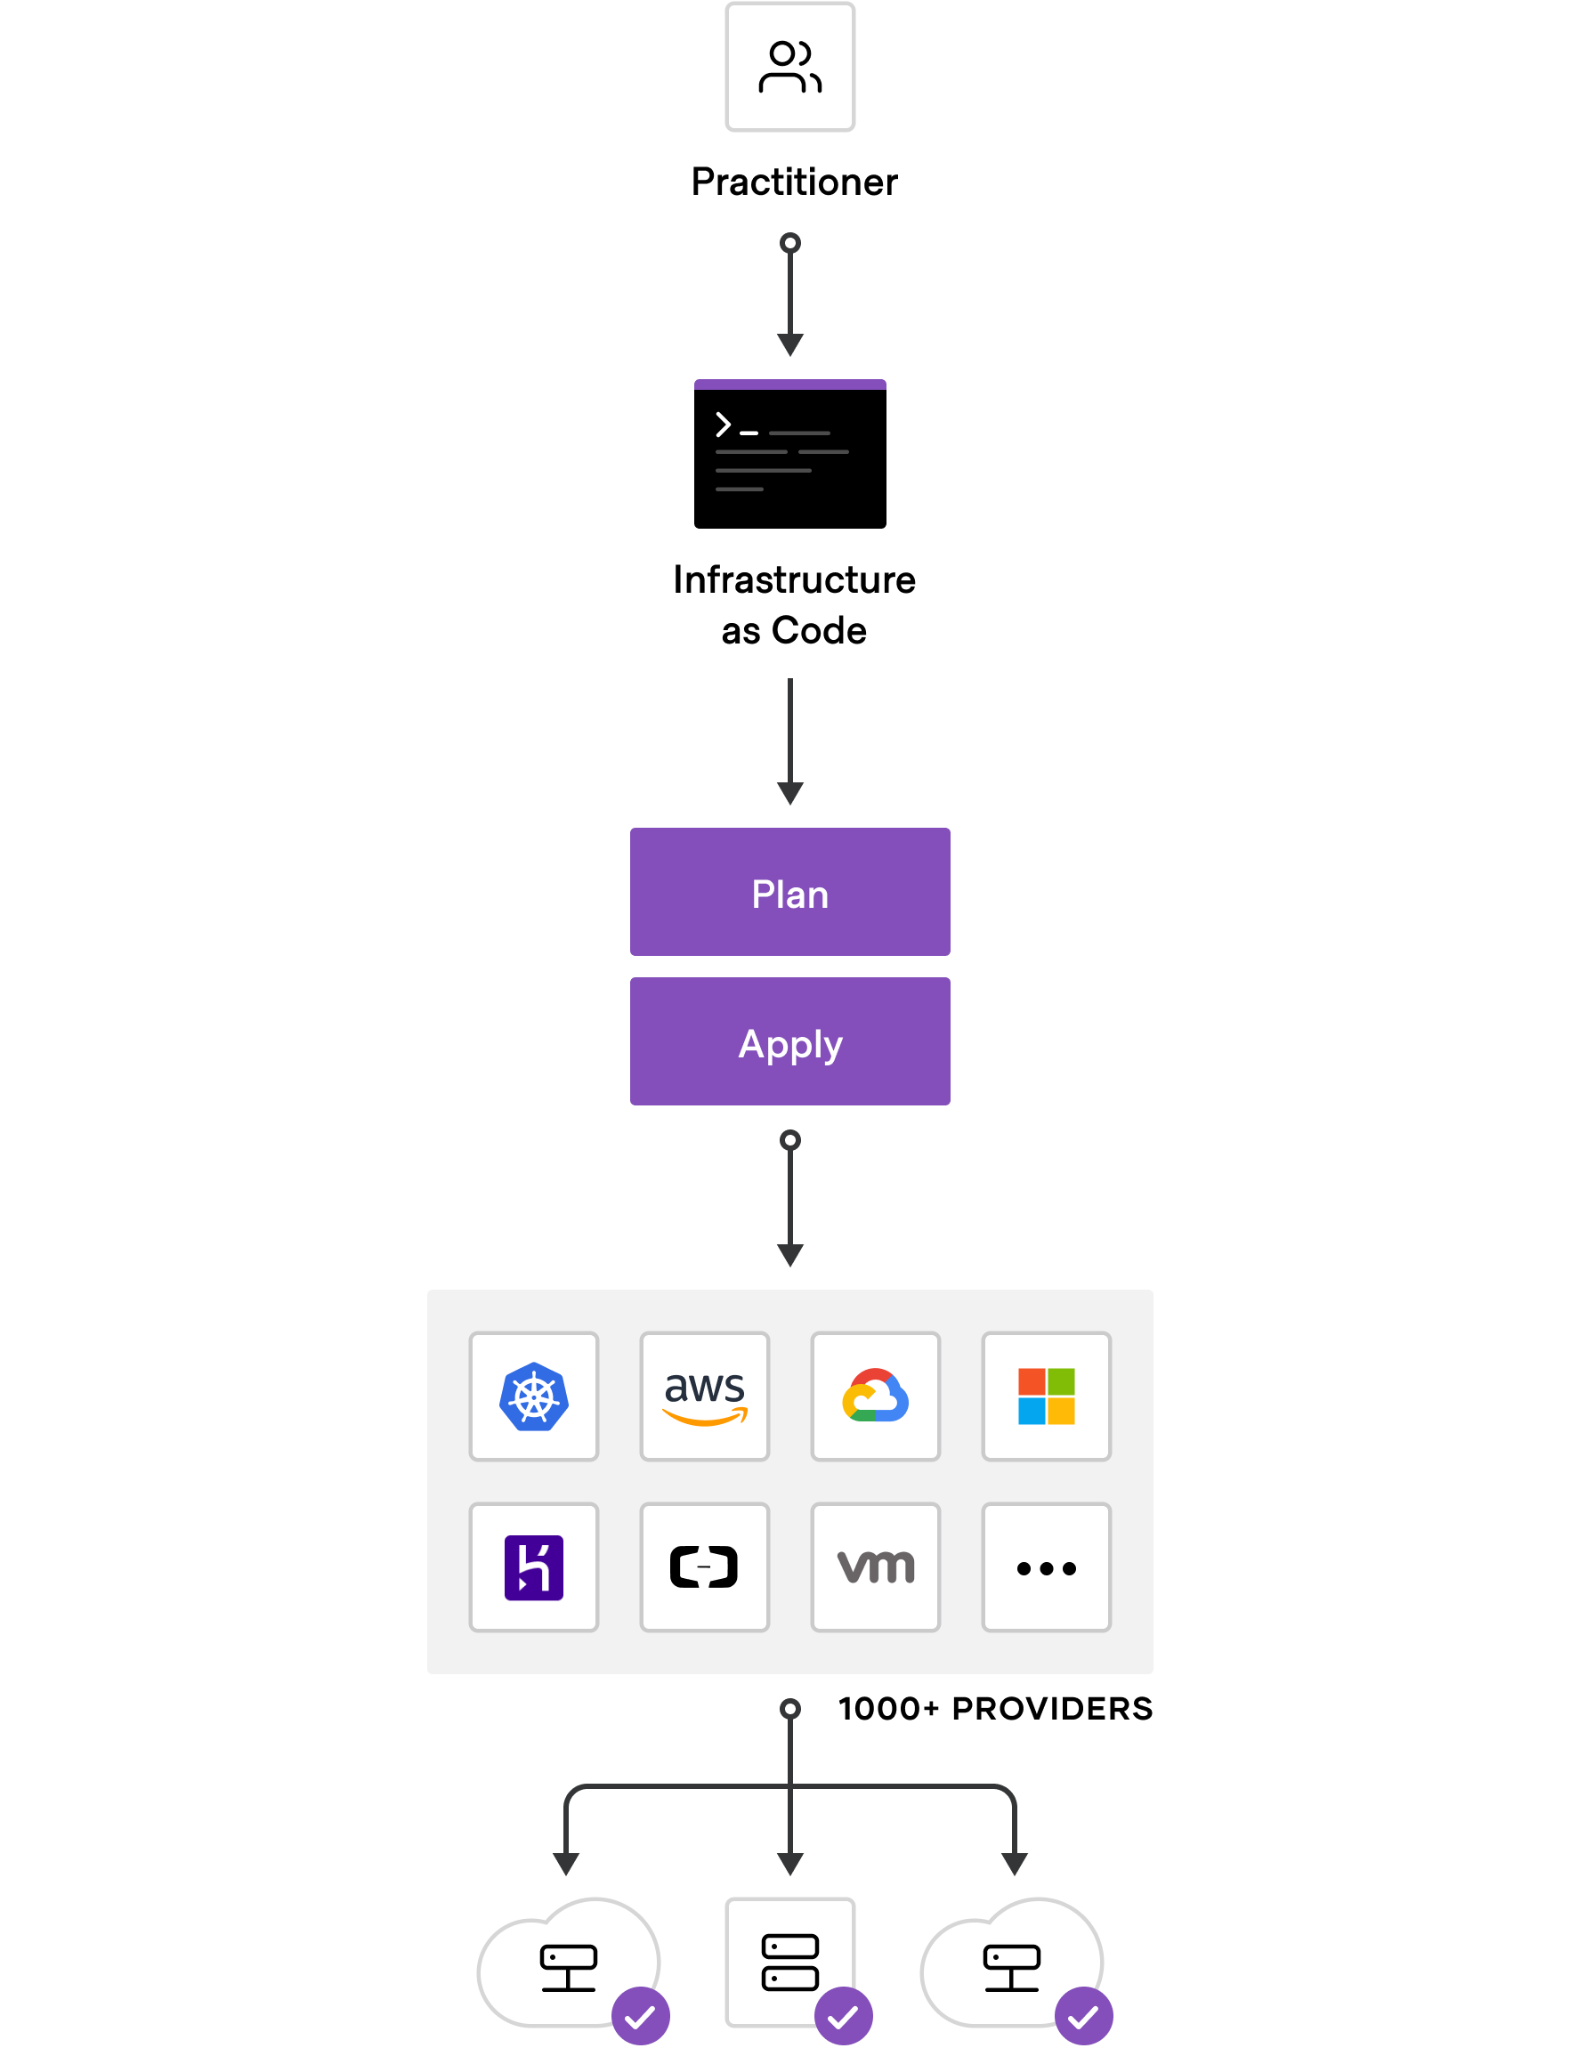 Practitioner
Infrastructure
as Code
Plan
Apply
aws
vm
1000+ PROVIDERS